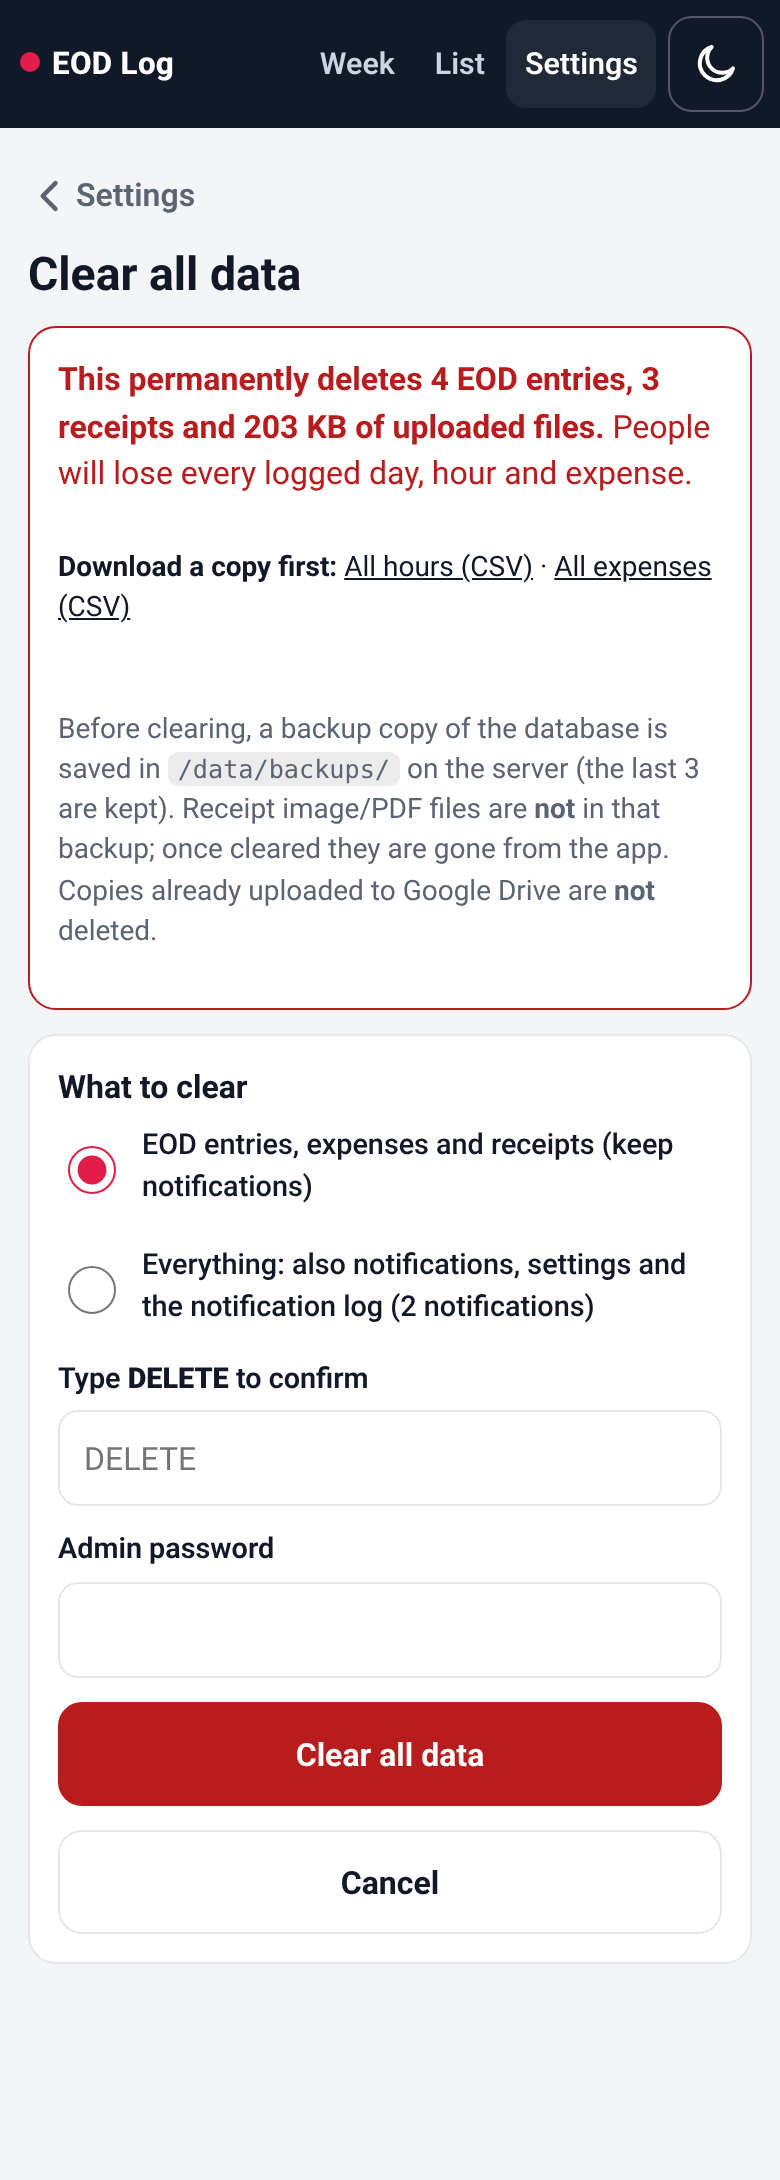 EOD Log
Week
List
Settings
Settings
Clear all data
This permanently deletes 4 EOD entries, 3
receipts and 203 KB of uploaded files. People
will lose every logged day, hour and expense.
Download a copy first: All hours (CSV) · All expenses
(CSV)
Before clearing, a backup copy of the database is
saved in /data/backups/ on the server (the last 3
are kept). Receipt image/PDF files are not in that
backup; once cleared they are gone from the app.
Copies already uploaded to Google Drive are not
deleted.
What to clear
EOD entries, expenses and receipts (keep
notifications)
Everything: also notifications, settings and
the notification log (2 notifications)
Type DELETE to confirm
DELETE
Admin password
Clear all data
Cancel